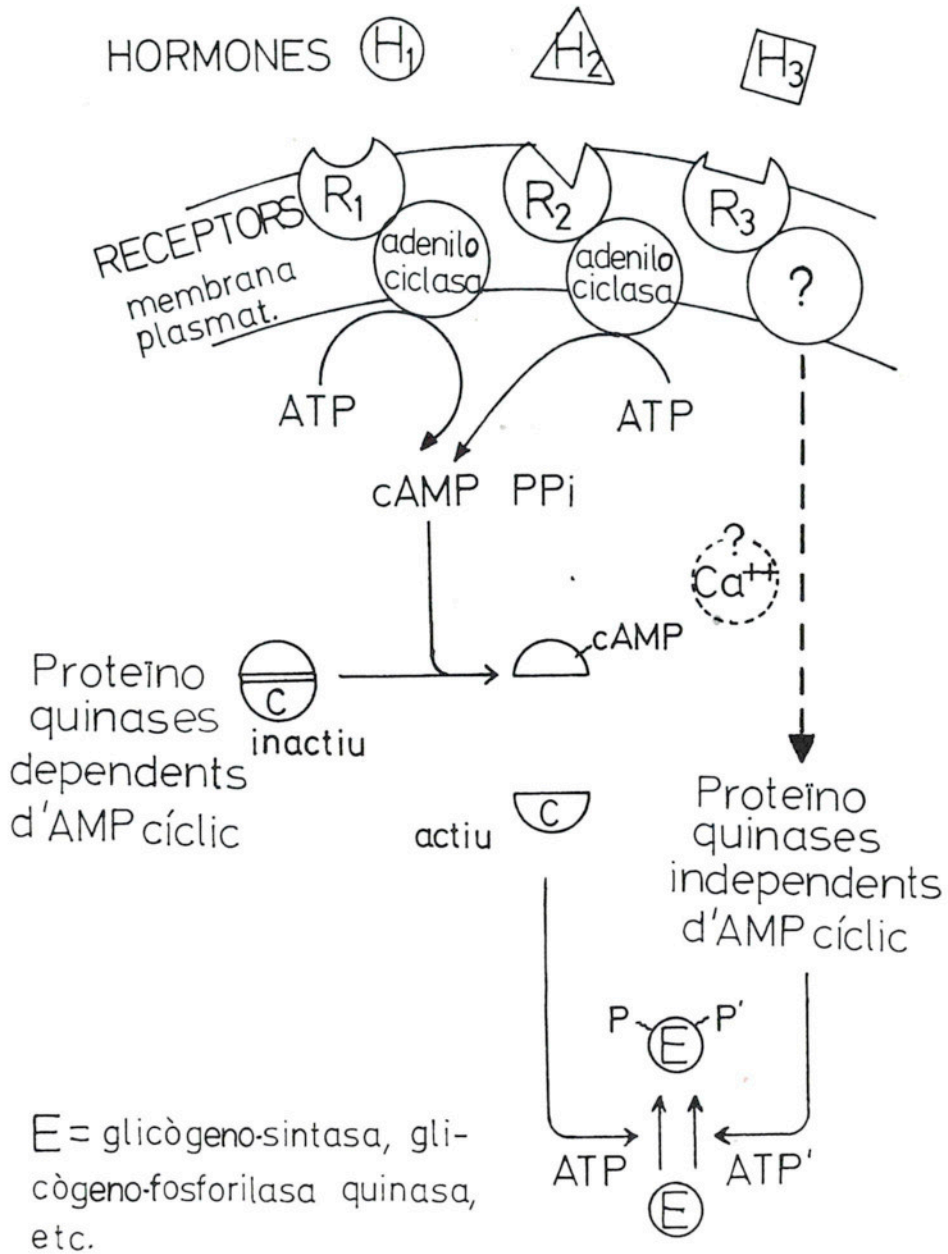 HORMONES H1 H2 H3
R1 R2 R3
RECEPTORS
adenilo
ciclasa
adenilo
ciclasa
?
membrana
plasmat.
ATP
ATP
cAMP PPi
?
Ca++
cAMP
Proteïno
quinases
dependents
d'AMP cíclic
C
inactiu
C
actiu
Proteïno
quinases
independents
d'AMP cíclic
P E P'
ATP ATP'
E
E = glicògeno-sintasa, gli-
cògeno-fosforilasa quinasa,
etc.